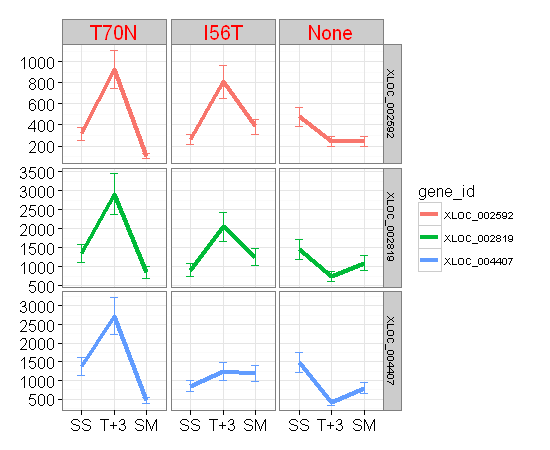 T70N I56T None
1000
800
600
400
200
XLOC_002592
3500
3000
2500
2000
1500
1000
500
XLOC_002819
3000
2500
2000
1500
1000
500
XLOC_004407
SS T+3 SM SS T+3 SM SS T+3 SM
gene_id
XLOC_002592
XLOC_002819
XLOC_004407